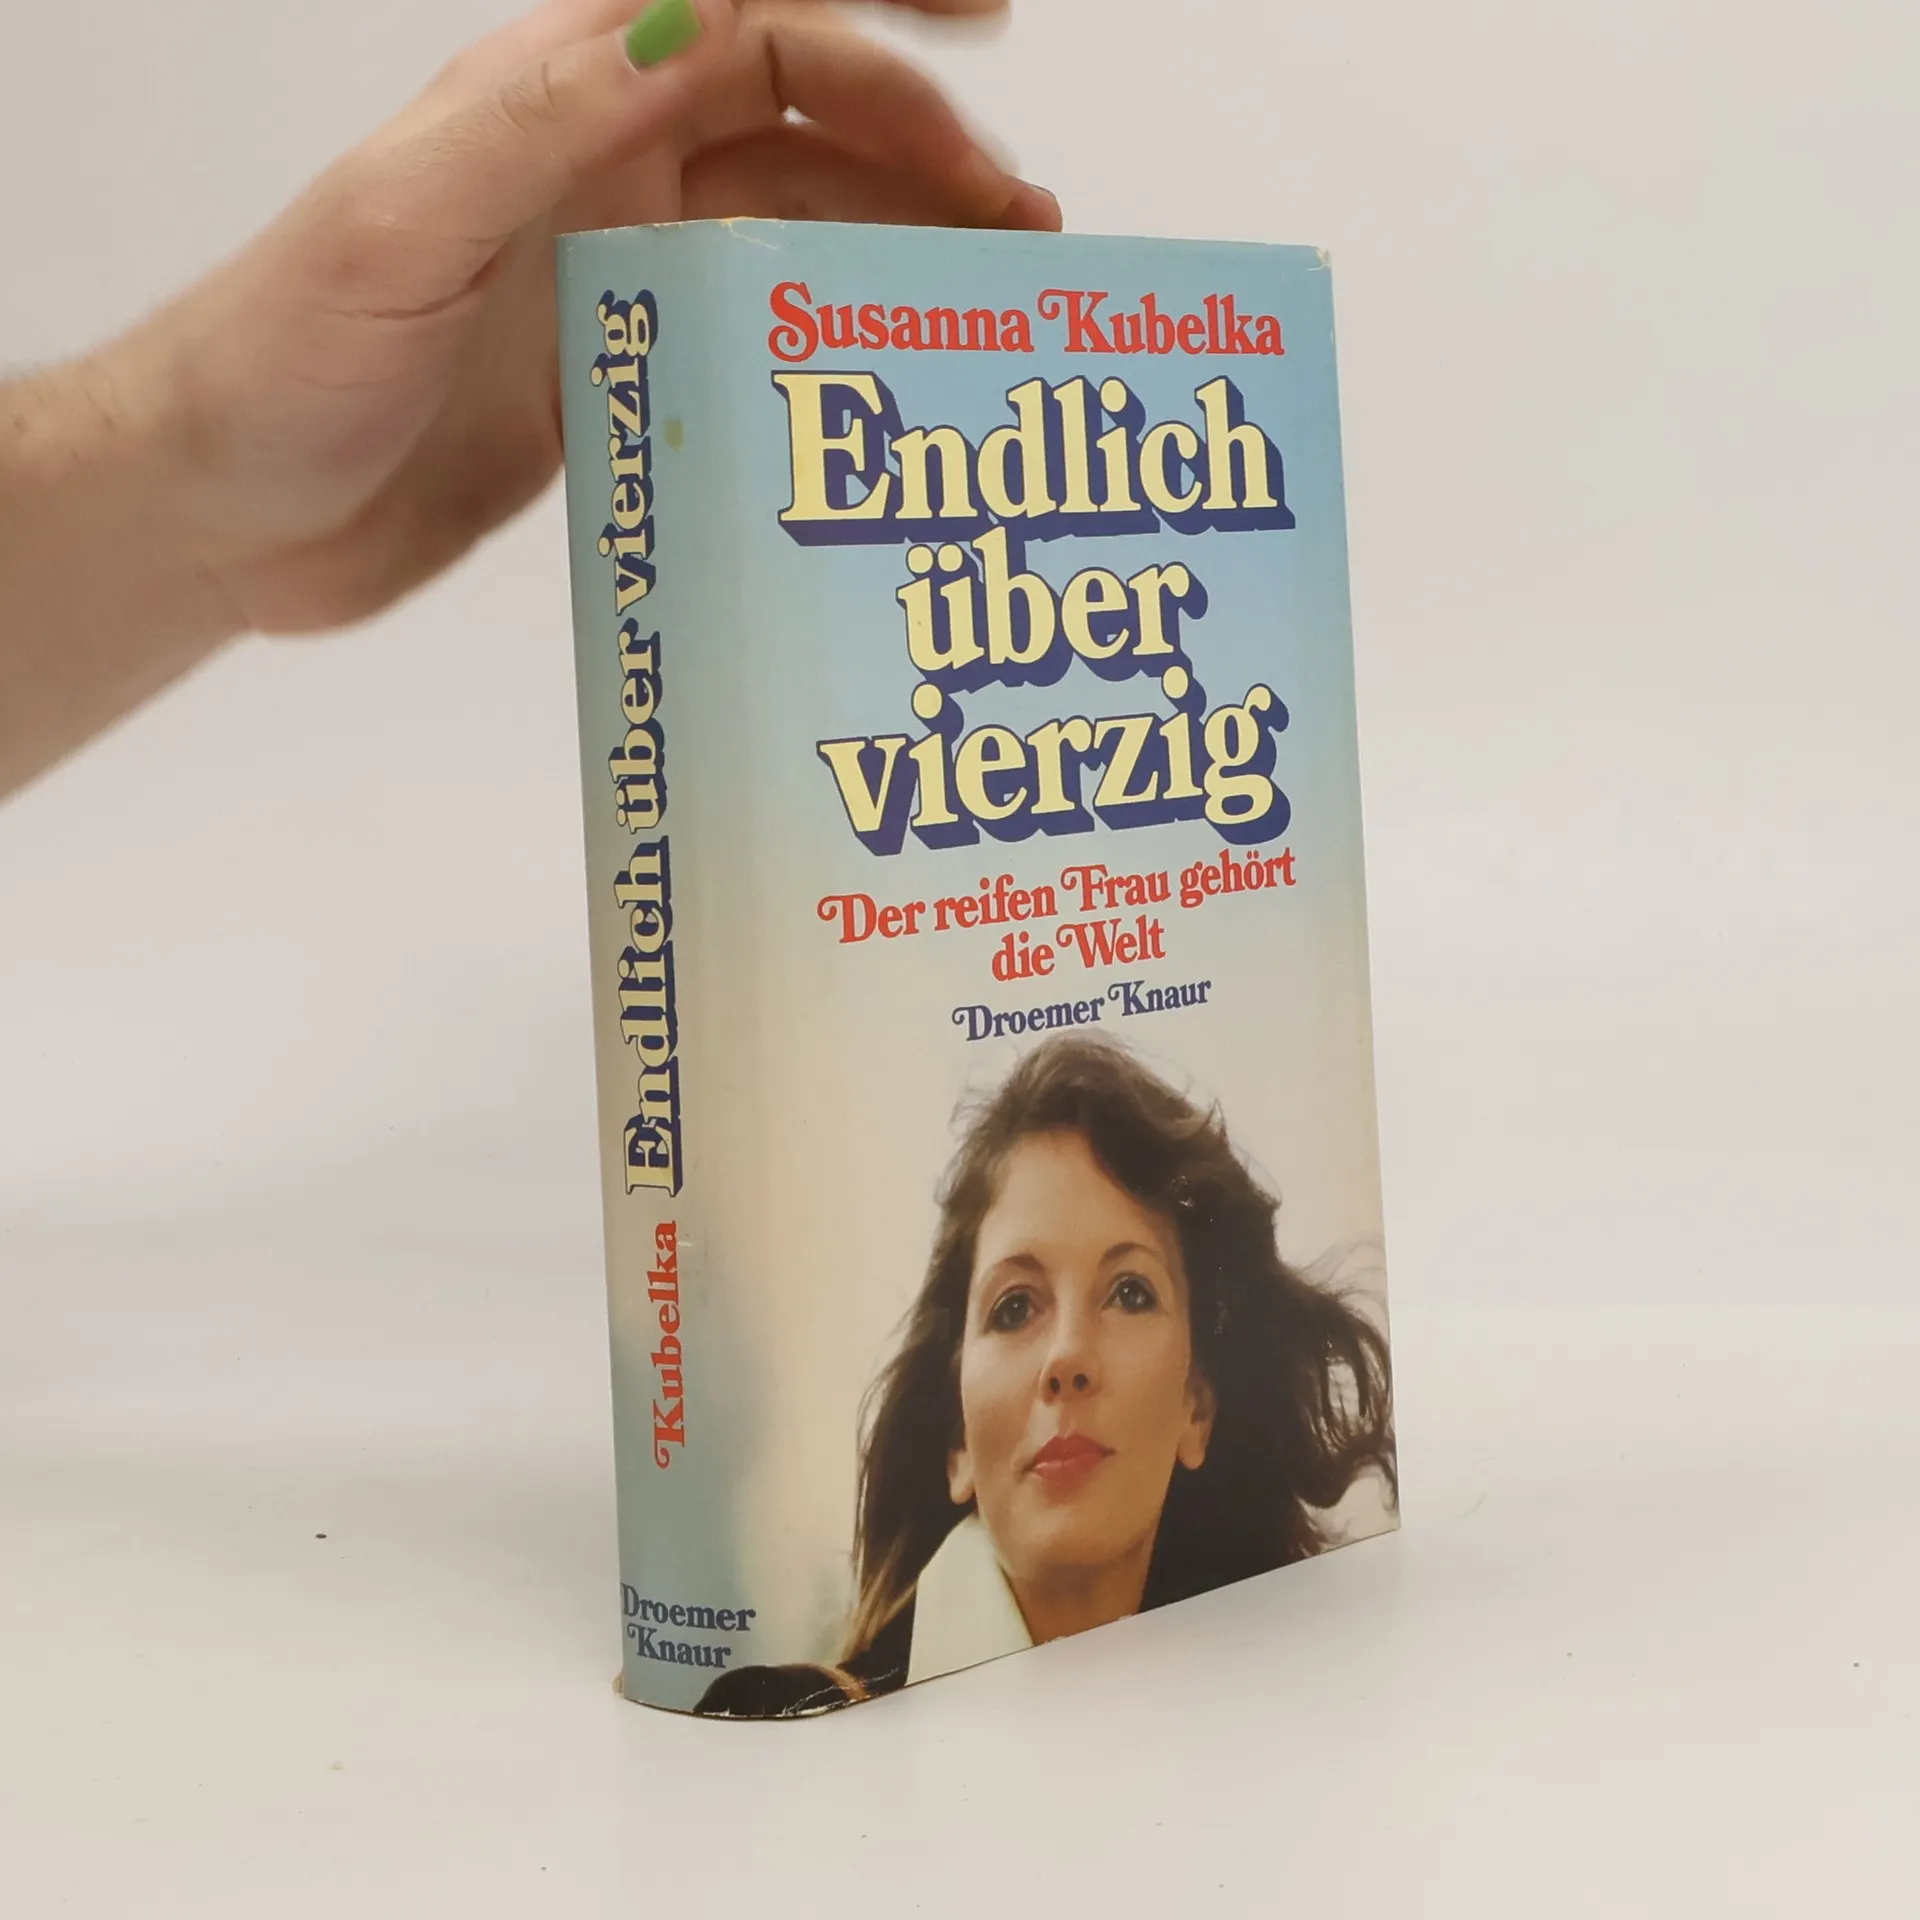 Susanna Kubelka
Endlich
über
vierzig
Der reifen Frau gehört
die Welt
Droemer Knaur
Kubelka Endlich über vierzig
Droemer
Knaur